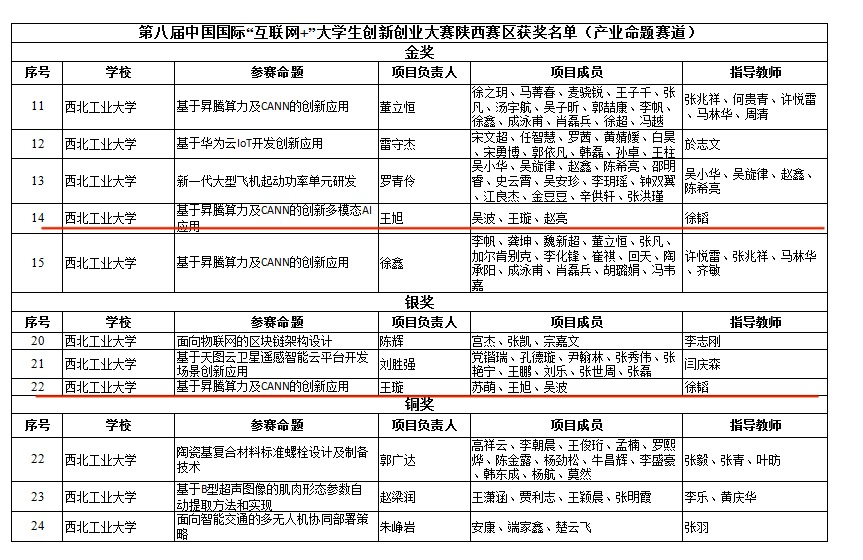 第八届中国国际“互联网+”大学生创新创业大赛陕西赛区获奖名单（产业命题赛道）
金奖
序号 学校 参赛命题 项目负责人 项目成员 指导教师
11 西北工业大学 基于昇腾算力及CANN的创新应用 董立恒 徐之玥、马菁春、麦骁锐、王子千、张凡、汤宇航、吴子昕、郭喆康、李帆、徐鑫、成泳甫、肖磊兵、徐超、冯越 张兆祥、何贵青、许悦雷、马林华、周清
12 西北工业大学 基于华为云IoT开发创新应用 雷守杰 宋文超、任智慧、罗茜、黄婧媛、白昊、宋勇博、郭依凡、韩磊、孙卓、王柱 於志文
13 西北工业大学 新一代大型飞机起动功率单元研发 罗青伶 吴小华、吴旋律、赵鑫、陈希亮、邵明睿、史云霄、吴安珍、李玥瑶、钟双翼、江良杰、金豆豆、辛供轩、张洪瑾 吴小华、吴旋律、赵鑫、陈希亮
14 西北工业大学 基于昇腾算力及CANN的创新多模态AI应用 王旭 吴波、王璇、赵亮 徐韬
15 西北工业大学 基于昇腾算力及CANN的创新应用 徐鑫 李帆、龚坤、魏新超、董立恒、张凡、加尔肯别克、李化锋、崔祺、回天、陶承阳、成泳甫、肖磊兵、胡璐娟、冯韦嘉 许悦雷、张兆祥、马林华、齐敏
银奖
序号 学校 参赛命题 项目负责人 项目成员 指导教师
20 西北工业大学 面向物联网的区块链架构设计 陈辉 宫杰、张凯、宗嘉文 李志刚
21 西北工业大学 基于天图云卫星遥感智能云平台开发场景创新应用 刘胜强 党锴瑞、孔德璇、尹翰林、张秀伟、张艳宁、王鹏、刘乐、张世周、张磊 闫庆森
22 西北工业大学 基于昇腾算力及CANN的创新应用 王璇 苏萌、王旭、吴波 徐韬
铜奖
序号 学校 参赛命题 项目负责人 项目成员 指导教师
22 西北工业大学 陶瓷基复合材料标准螺栓设计及制备技术 郭广达 高祥云、李朝晨、王俊珩、孟楠、罗熙烨、陈金露、杨劲松、牛昌辉、李盛豪、韩东成、杨航、莫然 张毅、张青、叶昉
23 西北工业大学 基于B型超声图像的肌肉形态参数自动提取方法和实现 赵梁润 王潇涵、贾利志、王颖晨、张明霞 李乐、黄庆华
24 西北工业大学 面向智能交通的多无人机协同部署策略 朱峥岩 安康、端家鑫、楚云飞 张羽